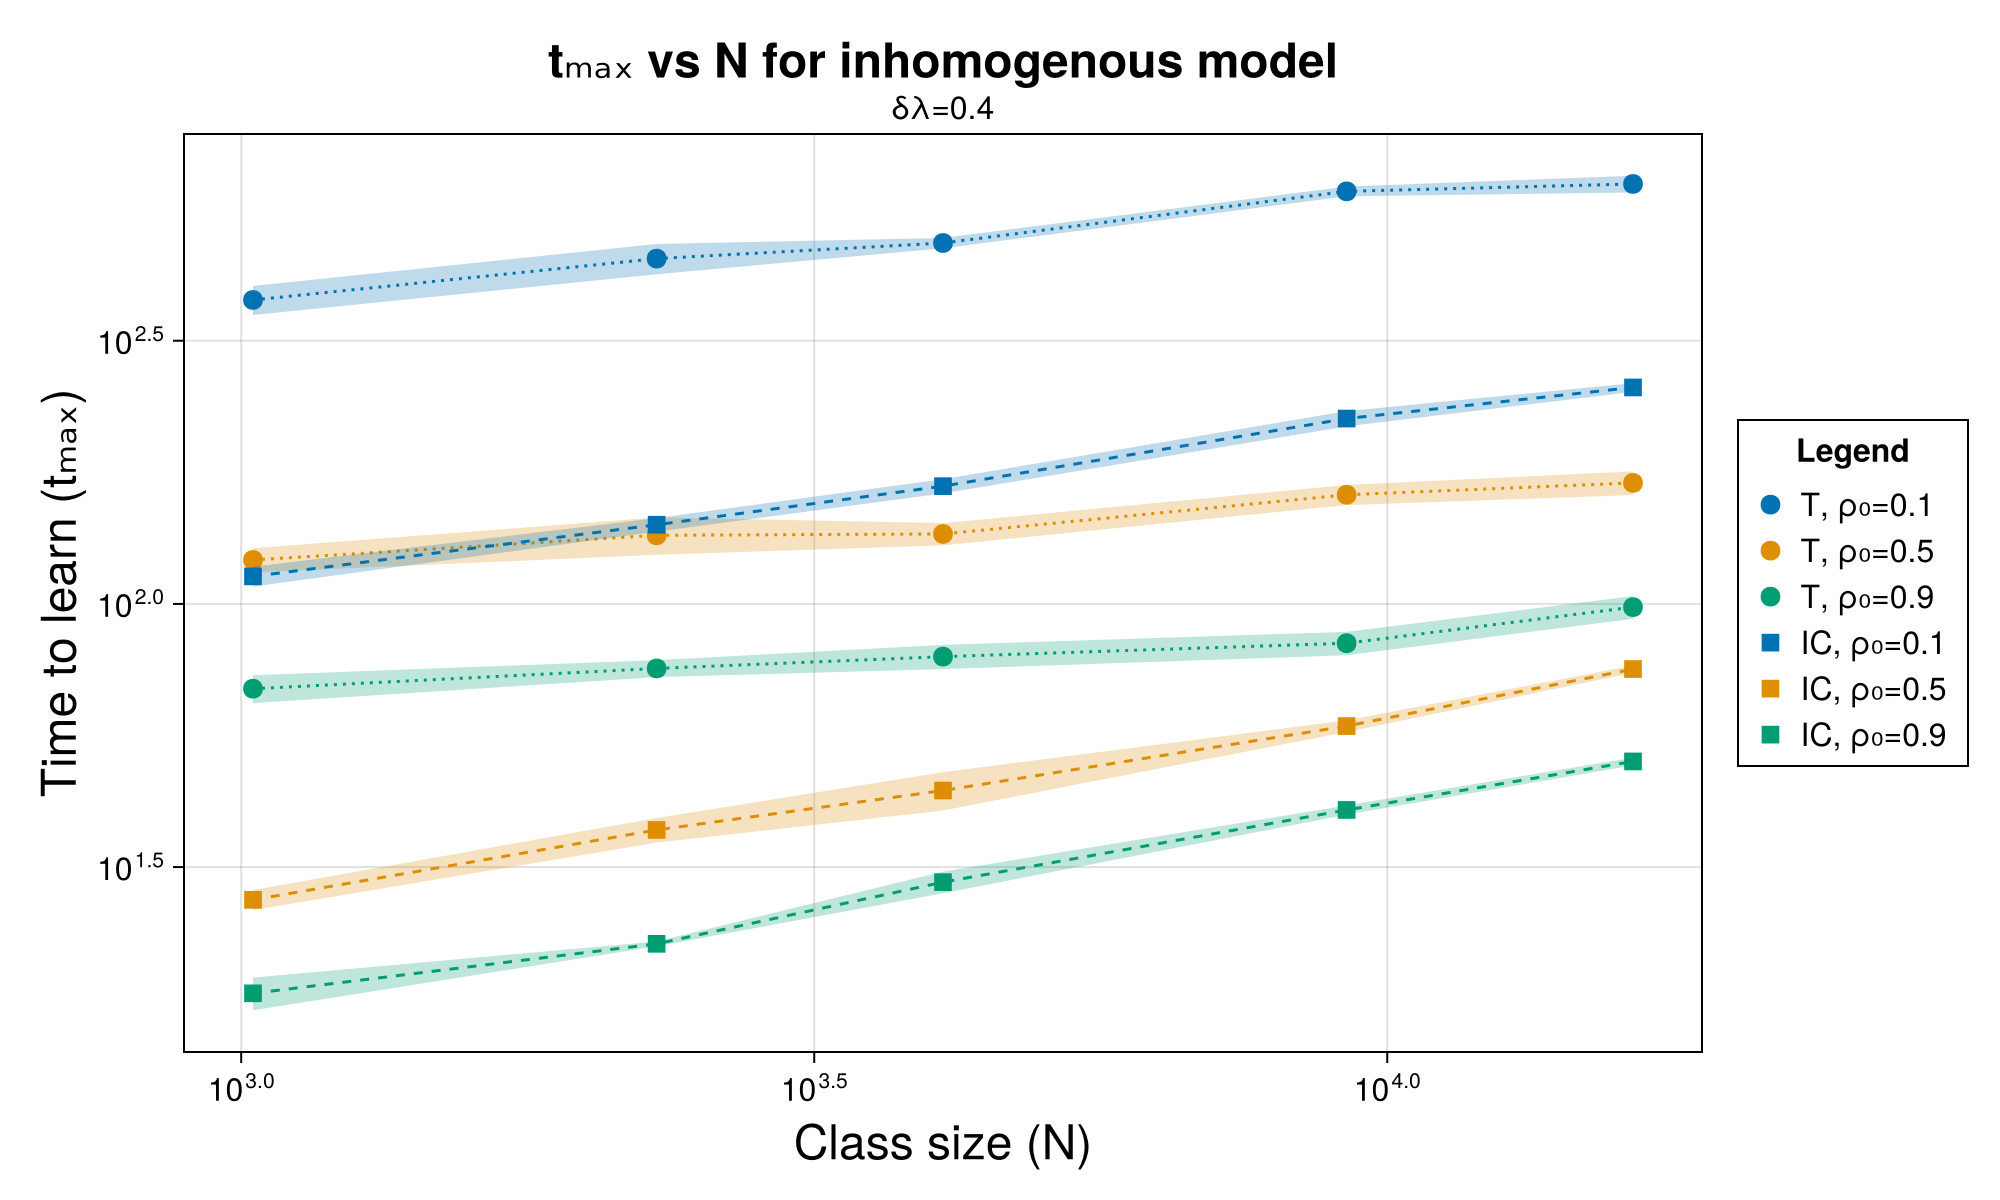 tₘₐₓ vs N for inhomogenous model
δλ=0.4
Time to learn (tₘₐₓ)
10^2.5
10^2.0
10^1.5
10^3.0
10^3.5
10^4.0
Class size (N)
Legend
T, ρ₀=0.1
T, ρ₀=0.5
T, ρ₀=0.9
IC, ρ₀=0.1
IC, ρ₀=0.5
IC, ρ₀=0.9